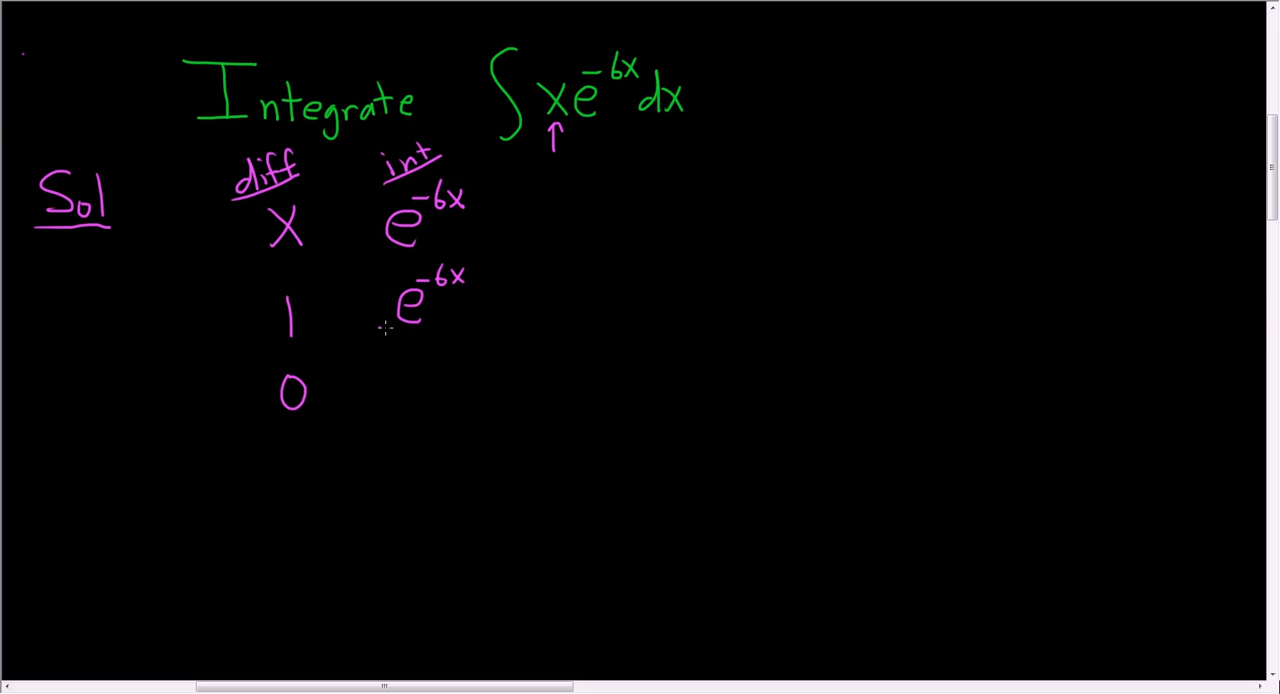 Integrate ∫ xe^{-6x} dx
↑
Sol
diff int
x e^{-6x}
1 e^{-6x}
0